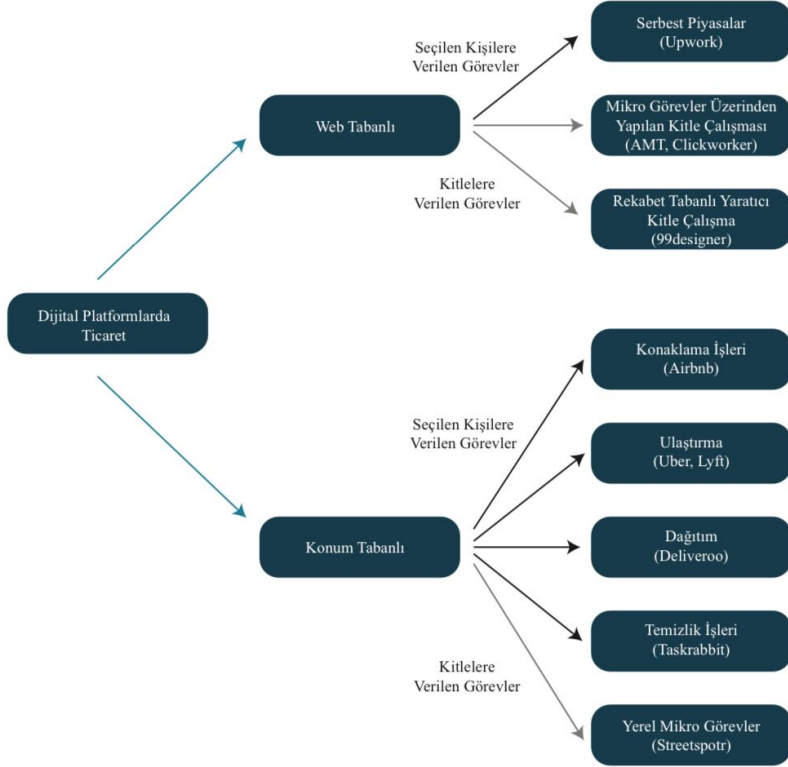 Dijital Platformlarda
Ticaret
Web Tabanlı
Seçilen Kişilere
Verilen Görevler
Kitlelere
Verilen Görevler
Serbest Piyasalar
(Upwork)
Mikro Görevler Üzerinden
Yapılan Kitle Çalışması
(AMT, Clickworker)
Rekabet Tabanlı Yaratıcı
Kitle Çalışma
(99designer)
Konum Tabanlı
Seçilen Kişilere
Verilen Görevler
Kitlelere
Verilen Görevler
Konaklama İşleri
(Airbnb)
Ulaştırma
(Uber, Lyft)
Dağıtım
(Deliveroo)
Temizlik İşleri
(Taskrabbit)
Yerel Mikro Görevler
(Streetspotr)